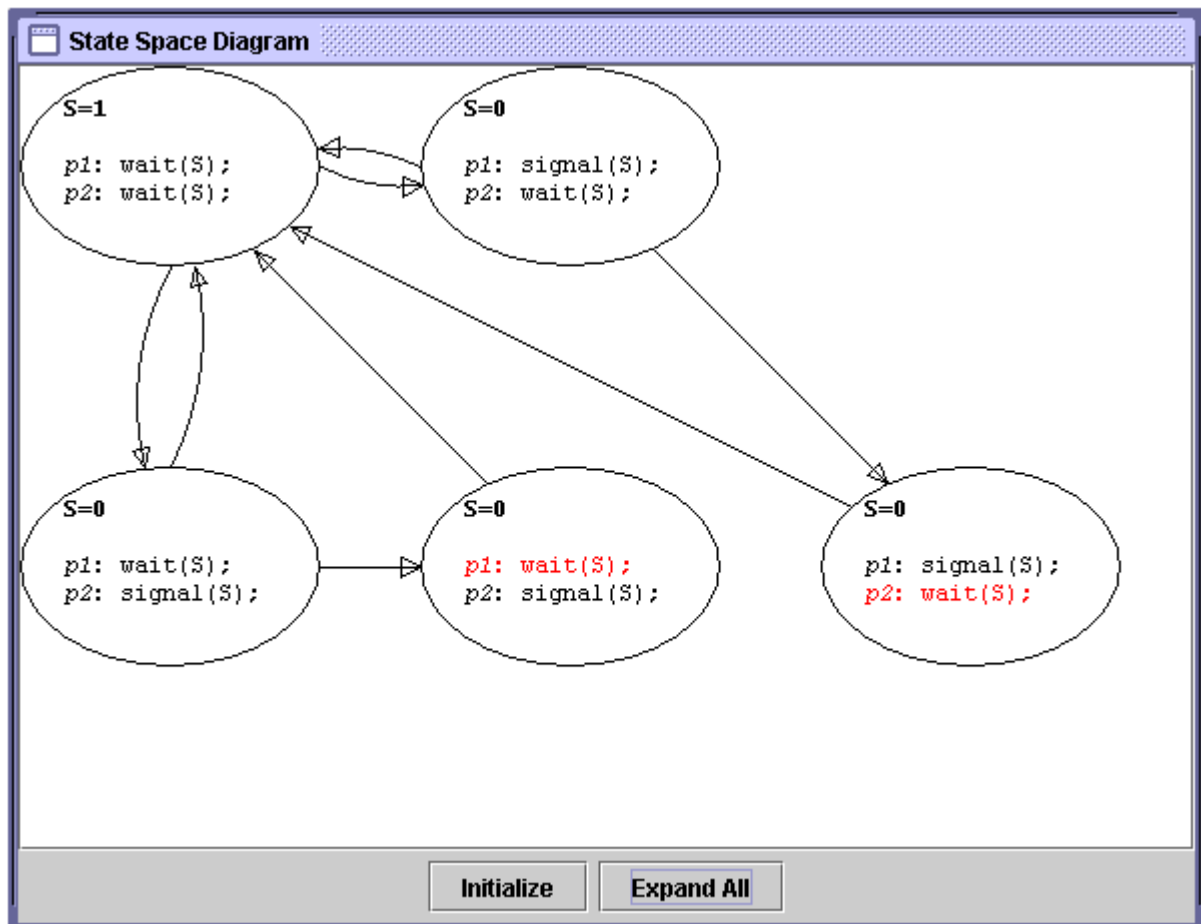 State Space Diagram
S=1
p1: wait(S);
p2: wait(S);
S=0
p1: signal(S);
p2: wait(S);
S=0
p1: wait(S);
p2: signal(S);
S=0
p1: wait(S);
p2: signal(S);
S=0
p1: signal(S);
p2: wait(S);
Initialize
Expand All